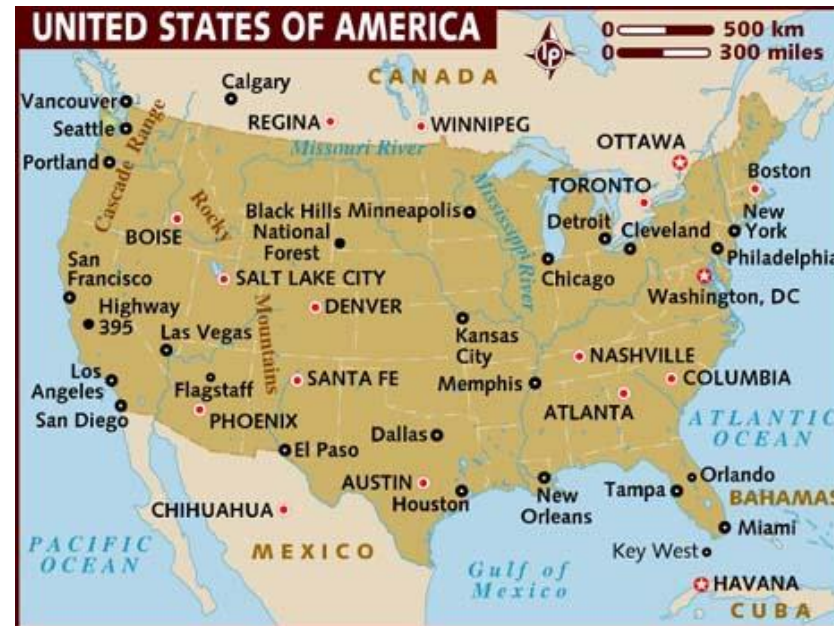 UNITED STATES OF AMERICA
lp
0 500 km
0 300 miles
CANADA
Calgary
Vancouver
Seattle
Portland
Cascade Range
REGINA
WINNIPEG
Missouri River
OTTAWA
TORONTO
Boston
Rocky
Mountains
BOISE
Black Hills
National
Forest
Minneapolis
Mississippi River
Detroit
Cleveland
New
York
Philadelphia
Chicago
Washington, DC
San
Francisco
Highway
395
SALT LAKE CITY
DENVER
Las Vegas
Kansas
City
NASHVILLE
Los
Angeles
Flagstaff
SANTA FE
Memphis
COLUMBIA
San Diego
PHOENIX
ATLANTA
ATLANTIC
OCEAN
El Paso
Dallas
AUSTIN
Houston
New
Orleans
Tampa
Orlando
BAHAMAS
CHIHUAHUA
Miami
PACIFIC
OCEAN
MEXICO
Gulf of
Mexico
Key West
HAVANA
CUBA